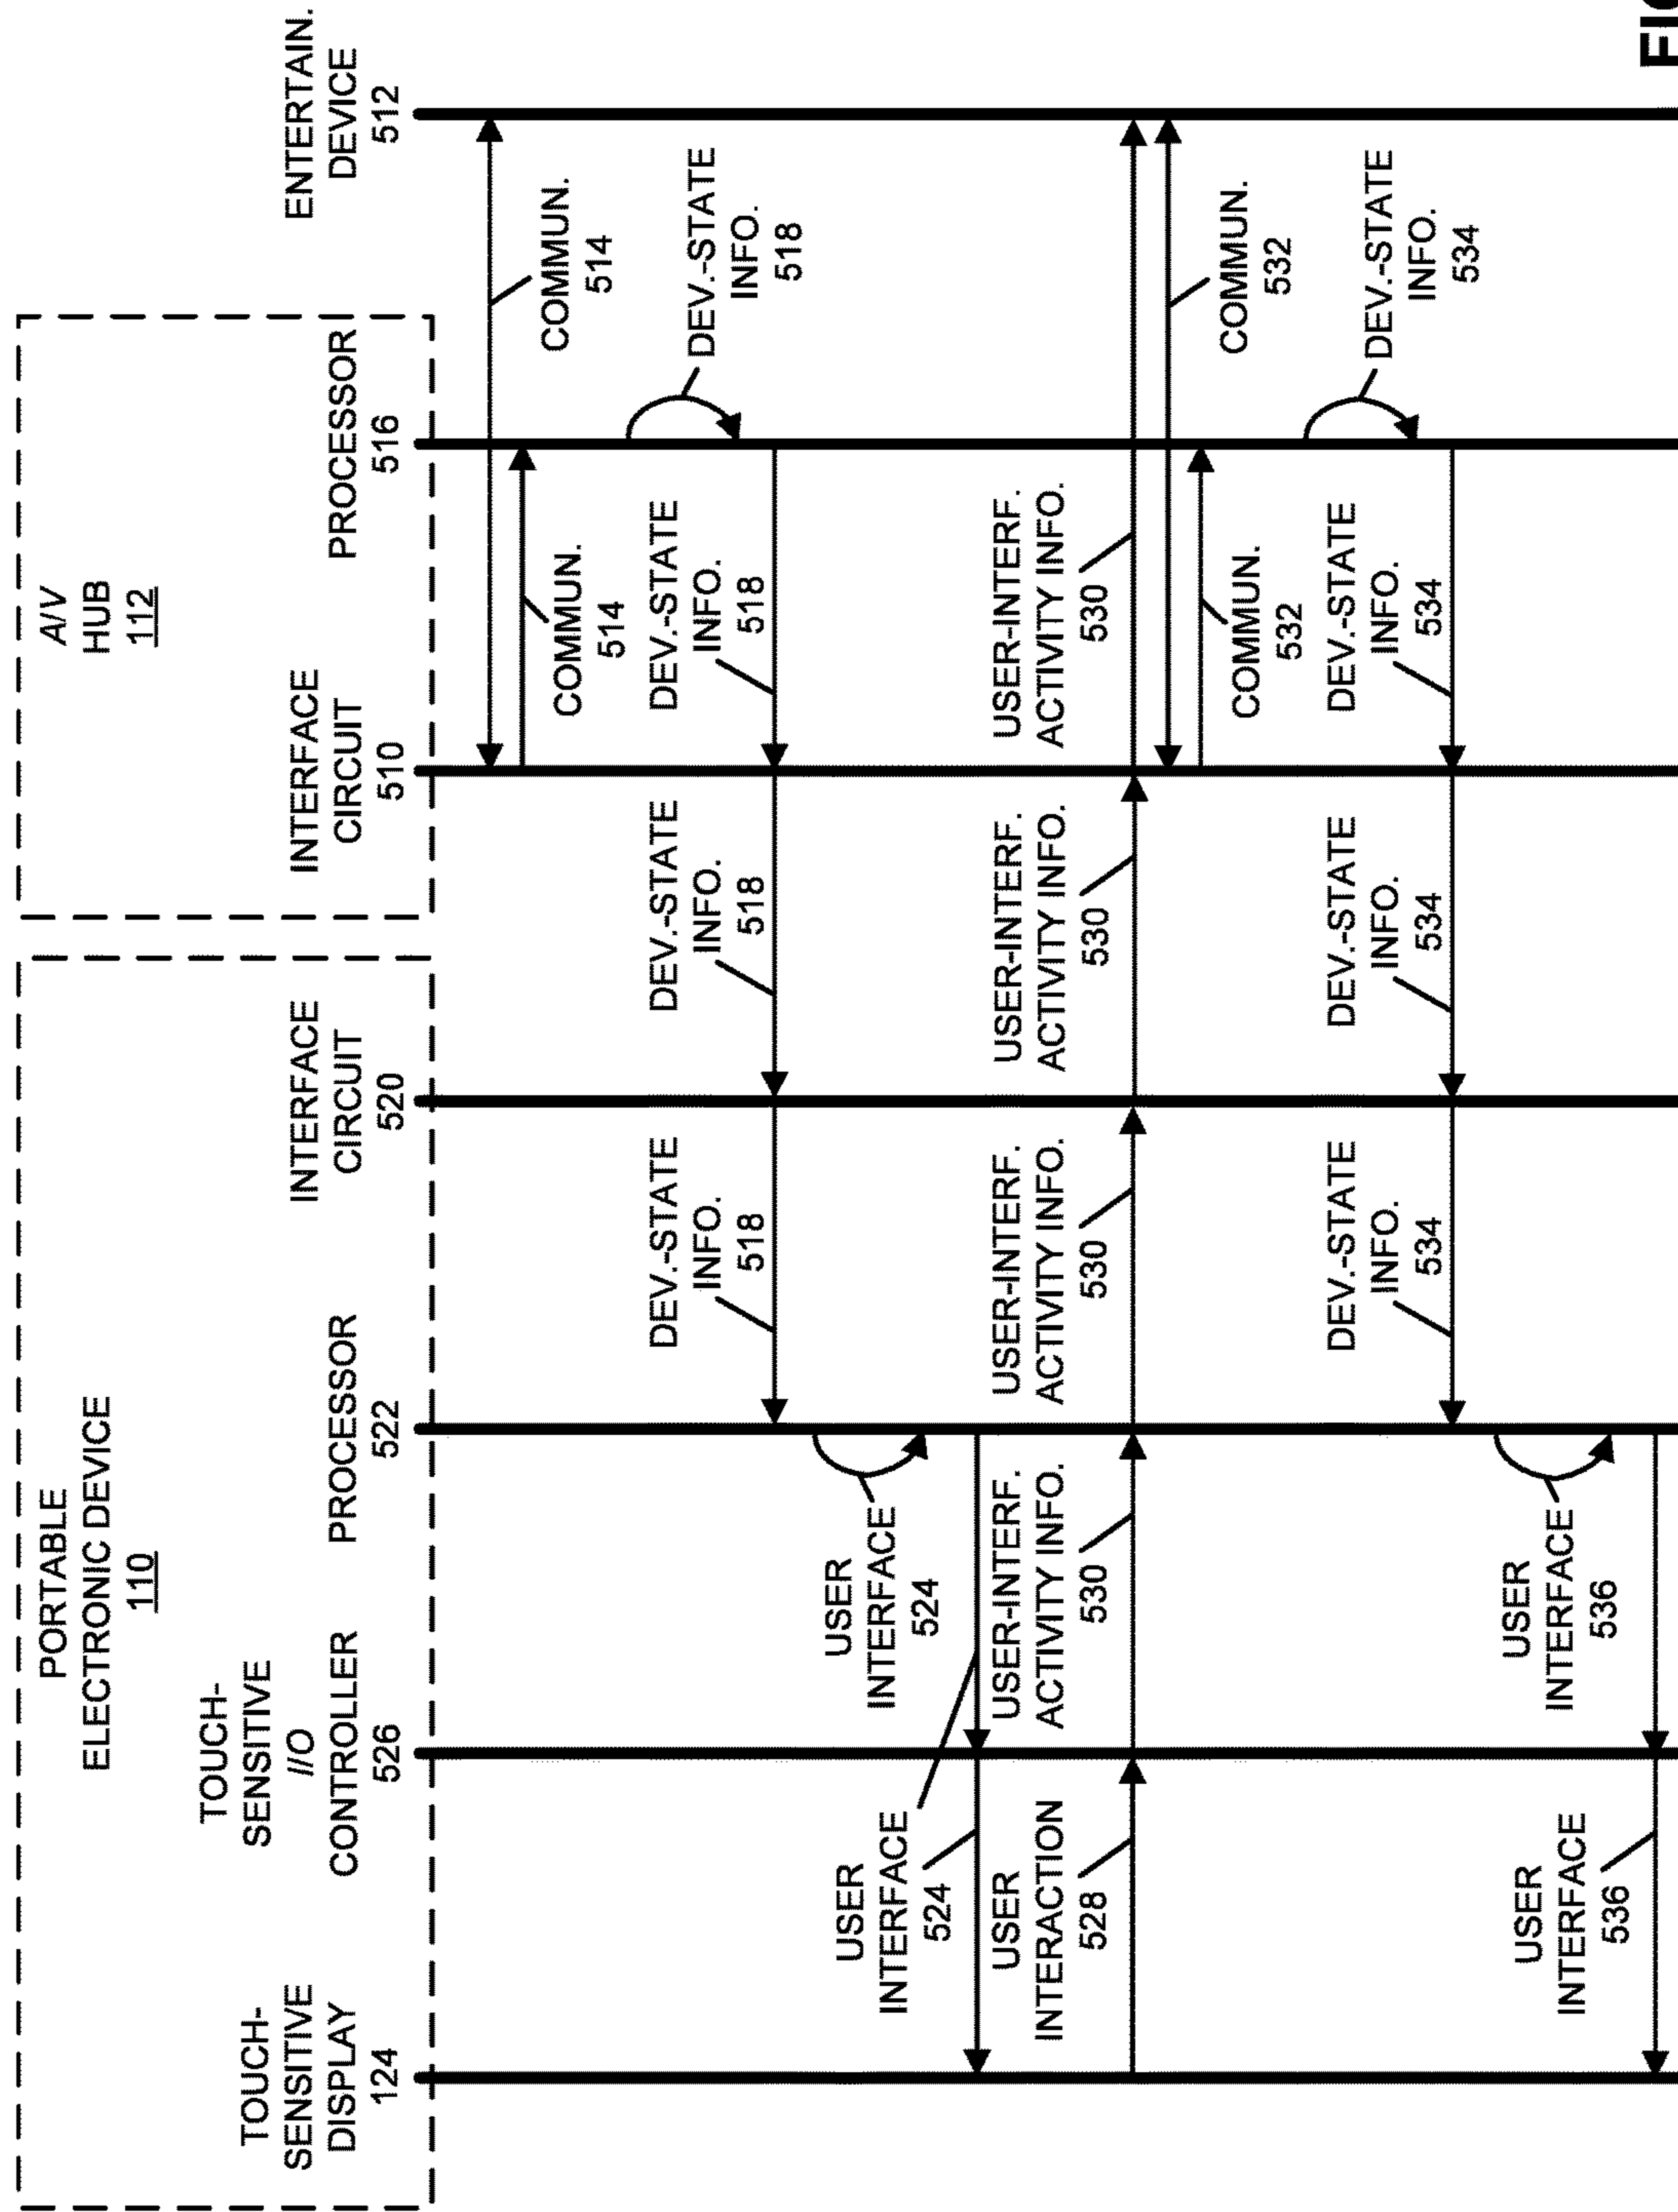 PORTABLE
ELECTRONIC DEVICE
110
A/V
HUB
112
TOUCH-
SENSITIVE
DISPLAY
124
TOUCH-
SENSITIVE
I/O
CONTROLLER
526
PROCESSOR
522
INTERFACE
CIRCUIT
520
INTERFACE
CIRCUIT
510
PROCESSOR
516
ENTERTAIN.
DEVICE
512
COMMUN.
514
COMMUN.
514
DEV.-STATE
INFO.
518
DEV.-STATE
INFO.
518
DEV.-STATE
INFO.
518
DEV.-STATE
INFO.
518
USER
INTERFACE
524
USER
INTERFACE
524
USER
INTERACTION
528
USER-INTERF.
ACTIVITY INFO.
530
USER-INTERF.
ACTIVITY INFO.
530
USER-INTERF.
ACTIVITY INFO.
530
USER-INTERF.
ACTIVITY INFO.
530
COMMUN.
532
COMMUN.
532
DEV.-STATE
INFO.
534
DEV.-STATE
INFO.
534
DEV.-STATE
INFO.
534
DEV.-STATE
INFO.
534
USER
INTERFACE
536
USER
INTERFACE
536